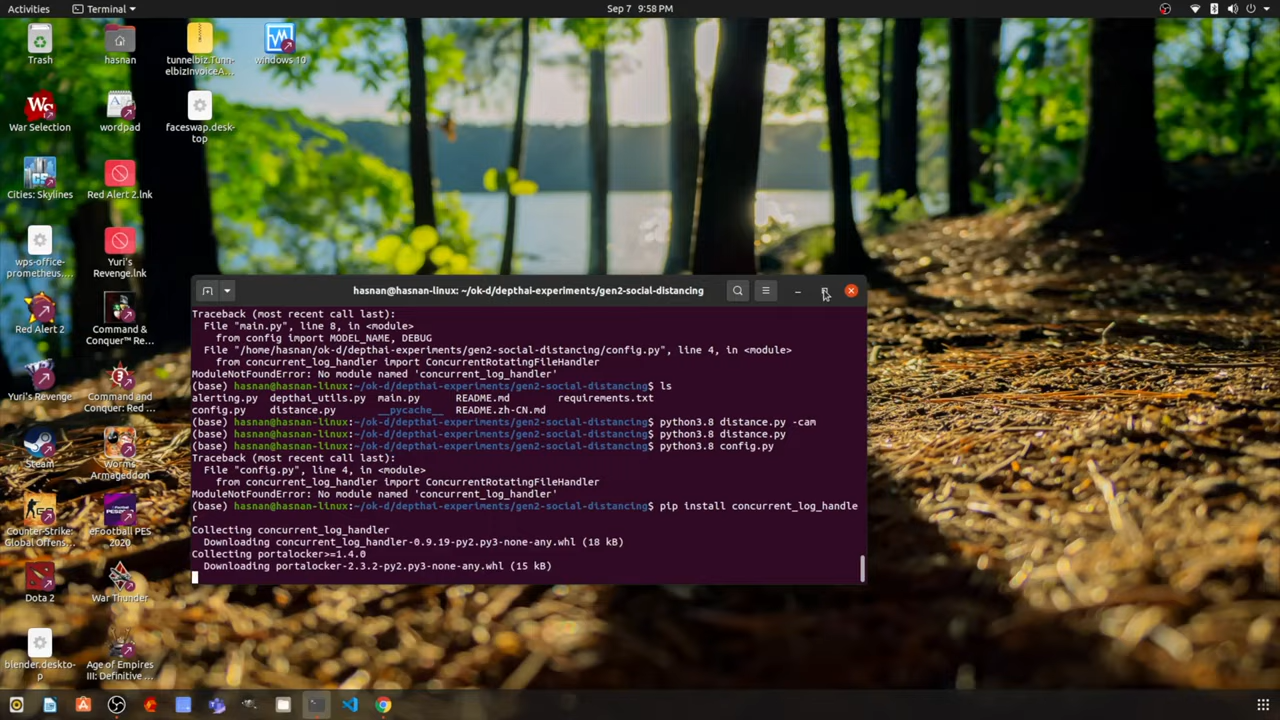 Activities
Terminal
Sep 7 9:58 PM
Trash
hasnan
tunnelbiz.Tunn-
elbizInvoiceA...
windows 10
War Selection
wordpad
faceswap.desk-
top
Cities: Skylines
Red Alert 2.lnk
wps-office-
prometheus....
Yuri's
Revenge.lnk
Red Alert 2
Command &
Conquer™ Re...
Yuri's Revenge
Command and
Conquer: Red ...
Steam
Worms
Armageddon
Counter-Strike:
Global Offens...
eFootball PES
2020
Dota 2
War Thunder
blender.deskto-
p
Age of Empires
III: Definitive ...
hasnan@hasnan-linux: ~/ok-d/depthai-experiments/gen2-social-distancing
Traceback (most recent call last):
File "main.py", line 8, in <module>
from config import MODEL_NAME, DEBUG
File "/home/hasnan/ok-d/depthai-experiments/gen2-social-distancing/config.py", line 4, in <module>
from concurrent_log_handler import ConcurrentRotatingFileHandler
ModuleNotFoundError: No module named 'concurrent_log_handler'
(base) hasnan@hasnan-linux:~/ok-d/depthai-experiments/gen2-social-distancing$ ls
alerting.py depthai_utils.py main.py README.md requirements.txt
config.py distance.py __pycache__ README.zh-CN.md
(base) hasnan@hasnan-linux:~/ok-d/depthai-experiments/gen2-social-distancing$ python3.8 distance.py -cam
(base) hasnan@hasnan-linux:~/ok-d/depthai-experiments/gen2-social-distancing$ python3.8 distance.py
(base) hasnan@hasnan-linux:~/ok-d/depthai-experiments/gen2-social-distancing$ python3.8 config.py
Traceback (most recent call last):
File "config.py", line 4, in <module>
from concurrent_log_handler import ConcurrentRotatingFileHandler
ModuleNotFoundError: No module named 'concurrent_log_handler'
(base) hasnan@hasnan-linux:~/ok-d/depthai-experiments/gen2-social-distancing$ pip install concurrent_log_handle
r
Collecting concurrent_log_handler
Downloading concurrent_log_handler-0.9.19-py2.py3-none-any.whl (18 kB)
Collecting portalocker>=1.4.0
Downloading portalocker-2.3.2-py2.py3-none-any.whl (15 kB)